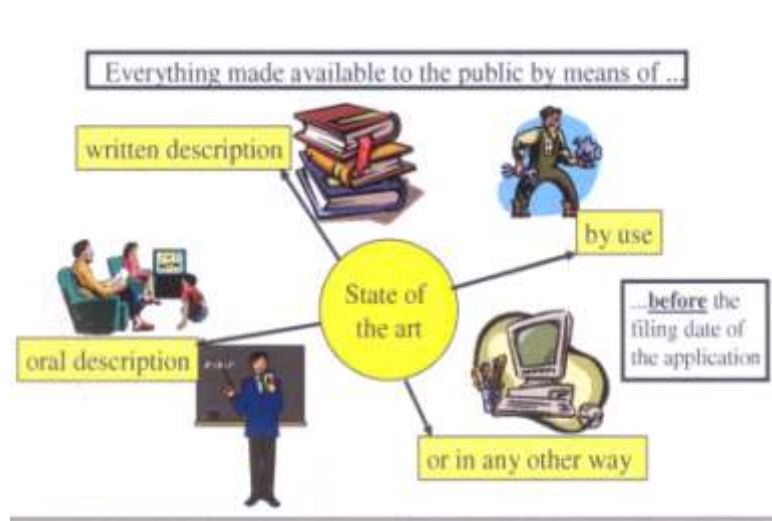 Everything made available to the public by means of ...
written description
by use
State of
the art
...before the
filing date of
the application
oral description
or in any other way